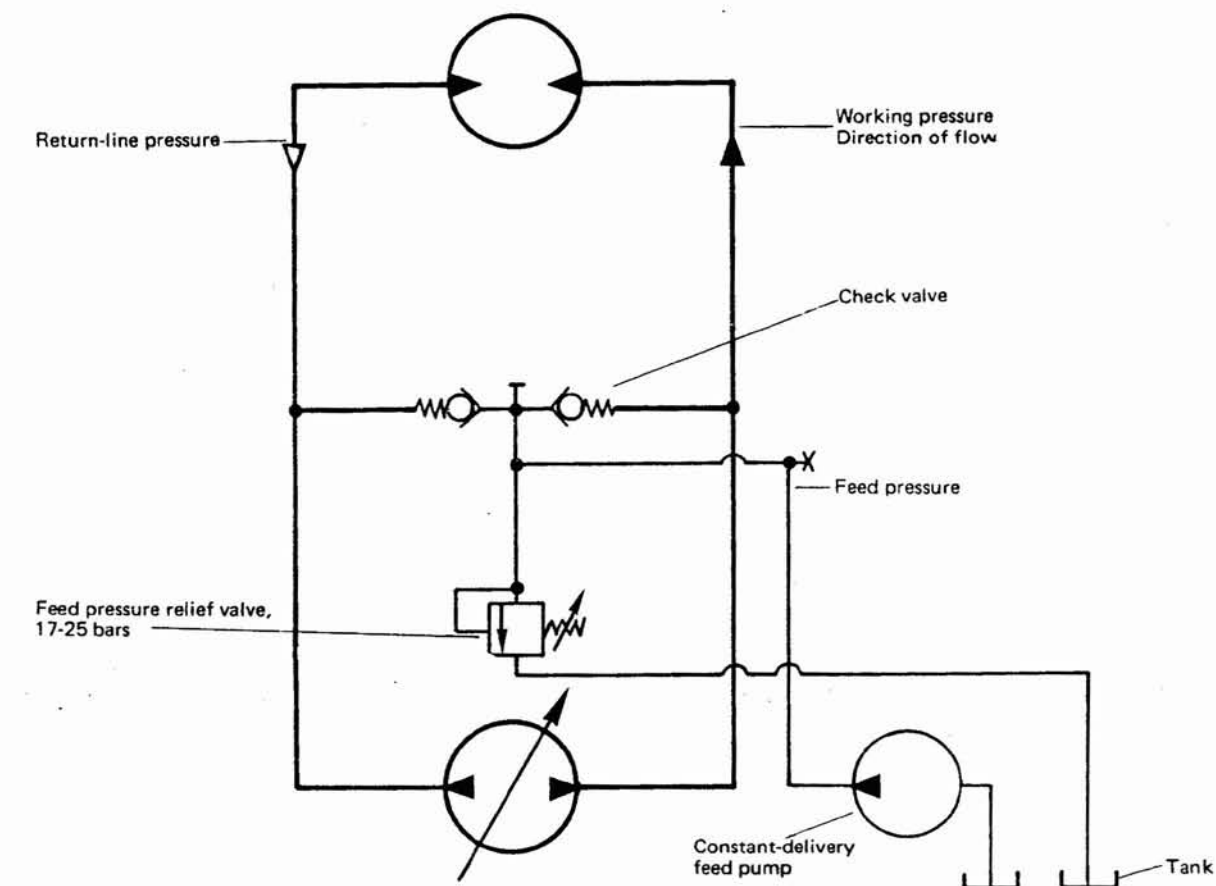 Return-line pressure
Working pressure
Direction of flow
Check valve
Feed pressure
Feed pressure relief valve,
17-25 bars
Constant-delivery
feed pump
Tank